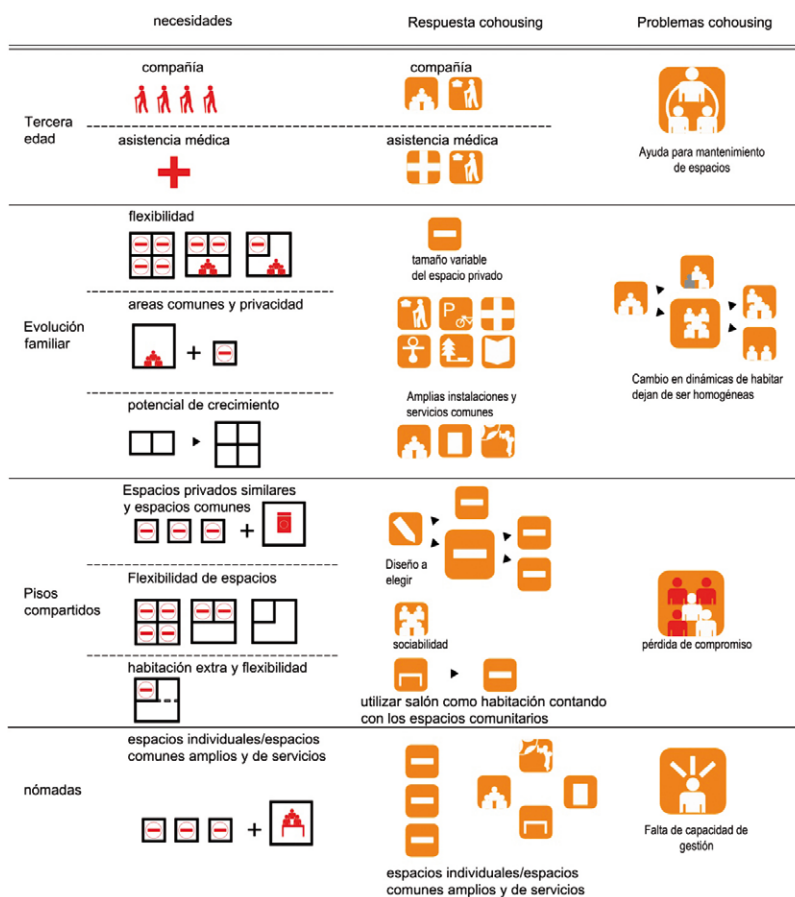 necesidades
Respuesta cohousing
Problemas cohousing
Tercera
edad
compañía
compañía
asistencia médica
asistencia médica
Ayuda para mantenimiento
de espacios
Evolución
familiar
flexibilidad
tamaño variable
del espacio privado
areas comunes y privacidad
P
Cambio en dinámicas de habitar
dejan de ser homogéneas
potencial de crecimiento
Amplias instalaciones y
servicios comunes
Pisos
compartidos
Espacios privados similares
y espacios comunes
Diseño a
elegir
Flexibilidad de espacios
sociabilidad
pérdida de compromiso
habitación extra y flexibilidad
utilizar salón como habitación contando
con los espacios comunitarios
nómadas
espacios individuales/espacios
comunes amplios y de servicios
espacios individuales/espacios
comunes amplios y de servicios
Falta de capacidad de
gestión